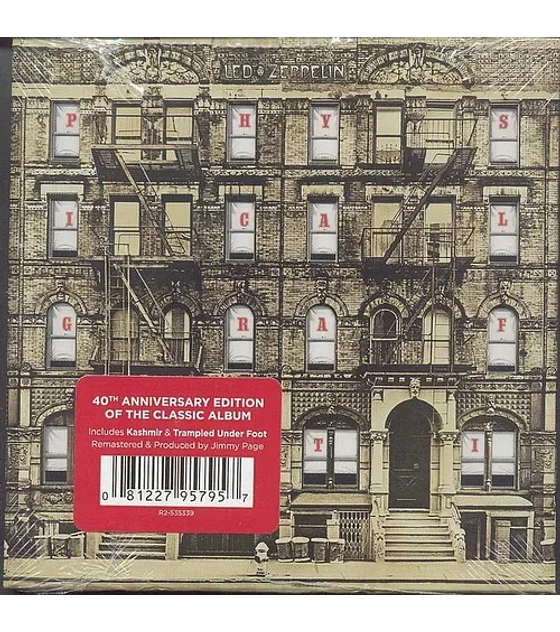 LED ZEPPELIN
P H Y S
I C A L
G R A F
T I
40TH ANNIVERSARY EDITION
OF THE CLASSIC ALBUM
Includes Kashmir & Trampled Under Foot
Remastered & Produced by Jimmy Page
0 81227 95795 7
R2-535339